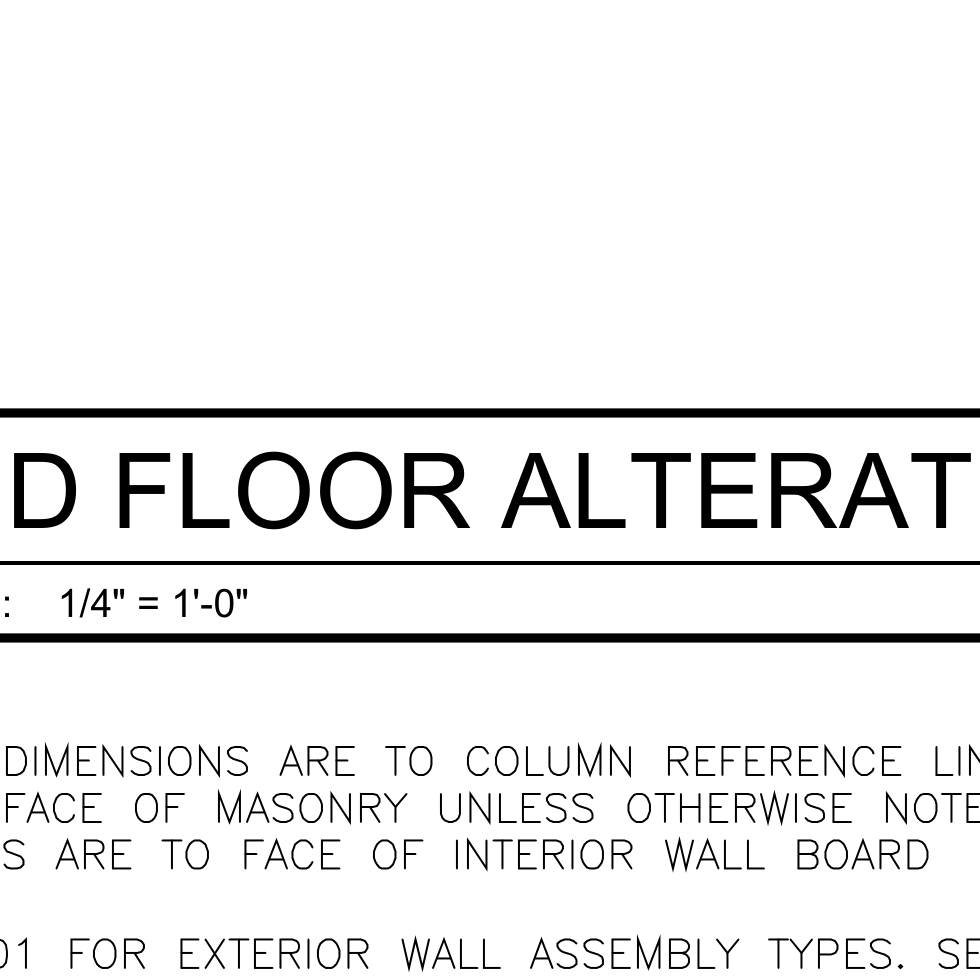 D FLOOR ALTERAT
: 1/4" = 1'-0"
DIMENSIONS ARE TO COLUMN REFERENCE LIN
FACE OF MASONRY UNLESS OTHERWISE NOTE
S ARE TO FACE OF INTERIOR WALL BOARD
01 FOR EXTERIOR WALL ASSEMBLY TYPES. SE